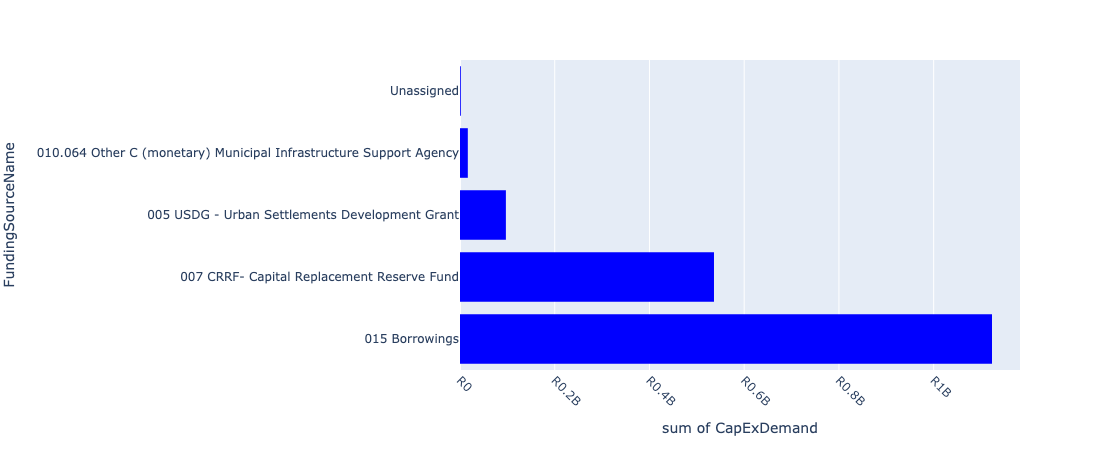 Unassigned
010.064 Other C (monetary) Municipal Infrastructure Support Agency
005 USDG - Urban Settlements Development Grant
007 CRRF- Capital Replacement Reserve Fund
015 Borrowings
FundingSourceName
R0
R0.2B
R0.4B
R0.6B
R0.8B
R1B
sum of CapExDemand